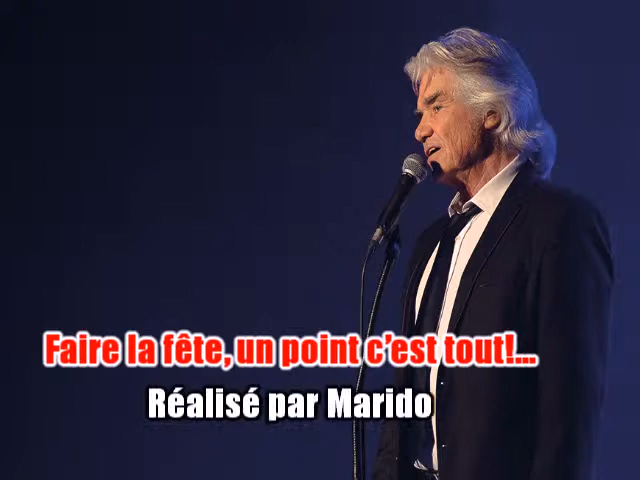 Faire la fête, un point c'est tout!...
Réalisé par Marido